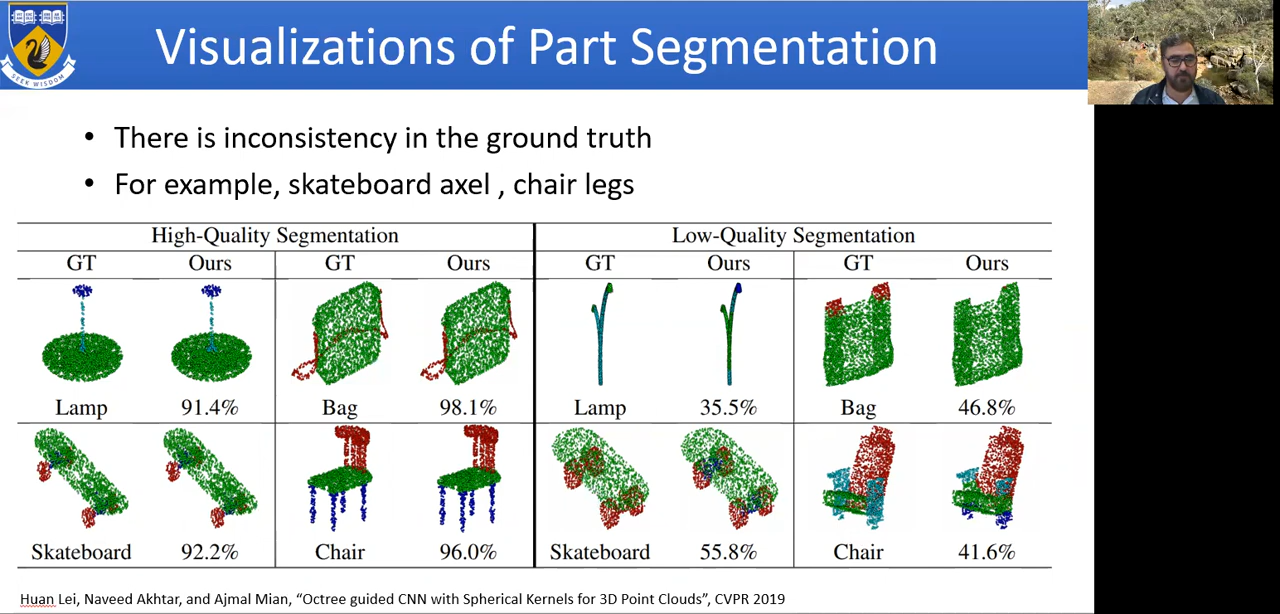 SEEK WISDOM
Visualizations of Part Segmentation
• There is inconsistency in the ground truth
• For example, skateboard axel , chair legs
High-Quality Segmentation Low-Quality Segmentation
GT Ours GT Ours GT Ours GT Ours
Lamp 91.4% Bag 98.1% Lamp 35.5% Bag 46.8%
Skateboard 92.2% Chair 96.0% Skateboard 55.8% Chair 41.6%
Huan Lei, Naveed Akhtar, and Ajmal Mian, “Octree guided CNN with Spherical Kernels for 3D Point Clouds”, CVPR 2019